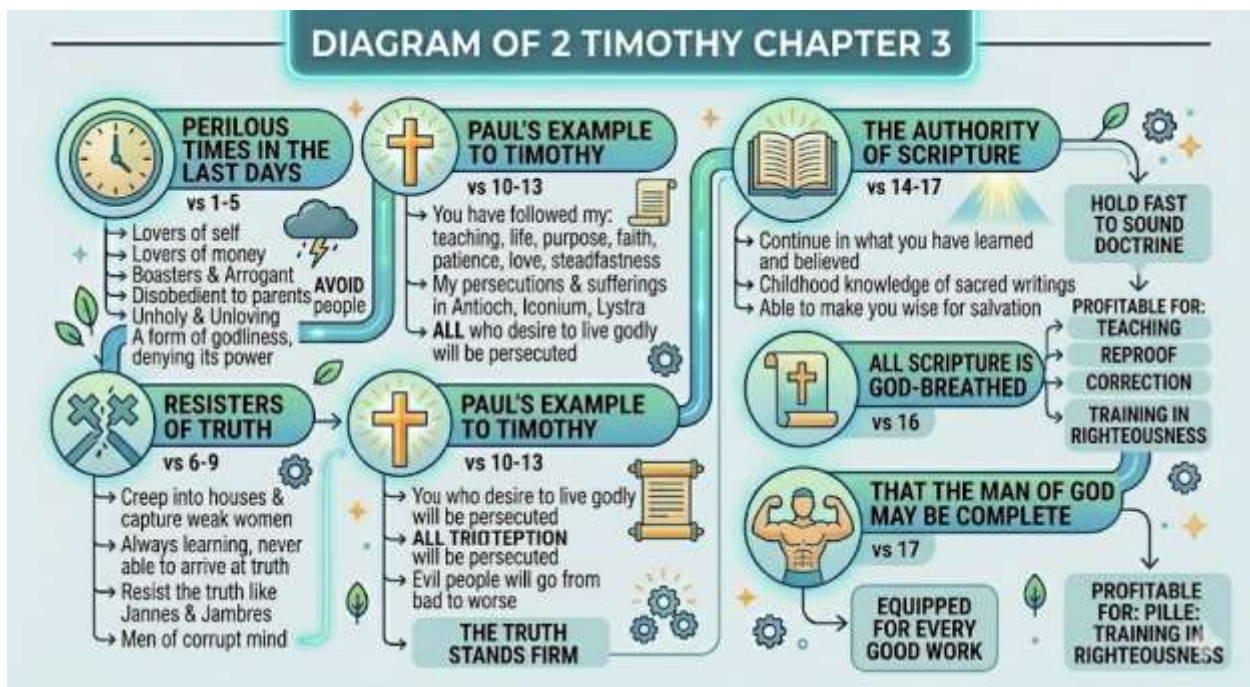 DIAGRAM OF 2 TIMOTHY CHAPTER 3
PERILOUS
TIMES IN THE
LAST DAYS
vs 1-5
Lovers of self
Lovers of money
Boasters & Arrogant
Disobedient to parents
Unholy & Unloving
A form of godliness,
denying its power
AVOID
people
RESISTERS
OF TRUTH
vs 6-9
Creep into houses &
capture weak women
Always learning, never
able to arrive at truth
Resist the truth like
Jannes & Jambres
Men of corrupt mind
PAUL'S EXAMPLE
TO TIMOTHY
vs 10-13
You have followed my:
teaching, life, purpose, faith,
patience, love, steadfastness
My persecutions & sufferings
in Antioch, Iconium, Lystra
ALL who desire to live godly
will be persecuted
PAUL'S EXAMPLE
TO TIMOTHY
vs 10-13
You who desire to live godly
will be persecuted
ALL TRIOTEPTION
will be persecuted
Evil people will go from
bad to worse
THE TRUTH
STANDS FIRM
THE AUTHORITY
OF SCRIPTURE
vs 14-17
Continue in what you have learned
and believed
Childhood knowledge of sacred writings
Able to make you wise for salvation
HOLD FAST
TO SOUND
DOCTRINE
PROFITABLE FOR:
TEACHING
REPROOF
CORRECTION
TRAINING IN
RIGHTEOUSNESS
ALL SCRIPTURE IS
GOD-BREATHED
vs 16
THAT THE MAN OF GOD
MAY BE COMPLETE
vs 17
EQUIPPED
FOR EVERY
GOOD WORK
PROFITABLE
FOR: PILLE:
TRAINING IN
RIGHTEOUSNESS